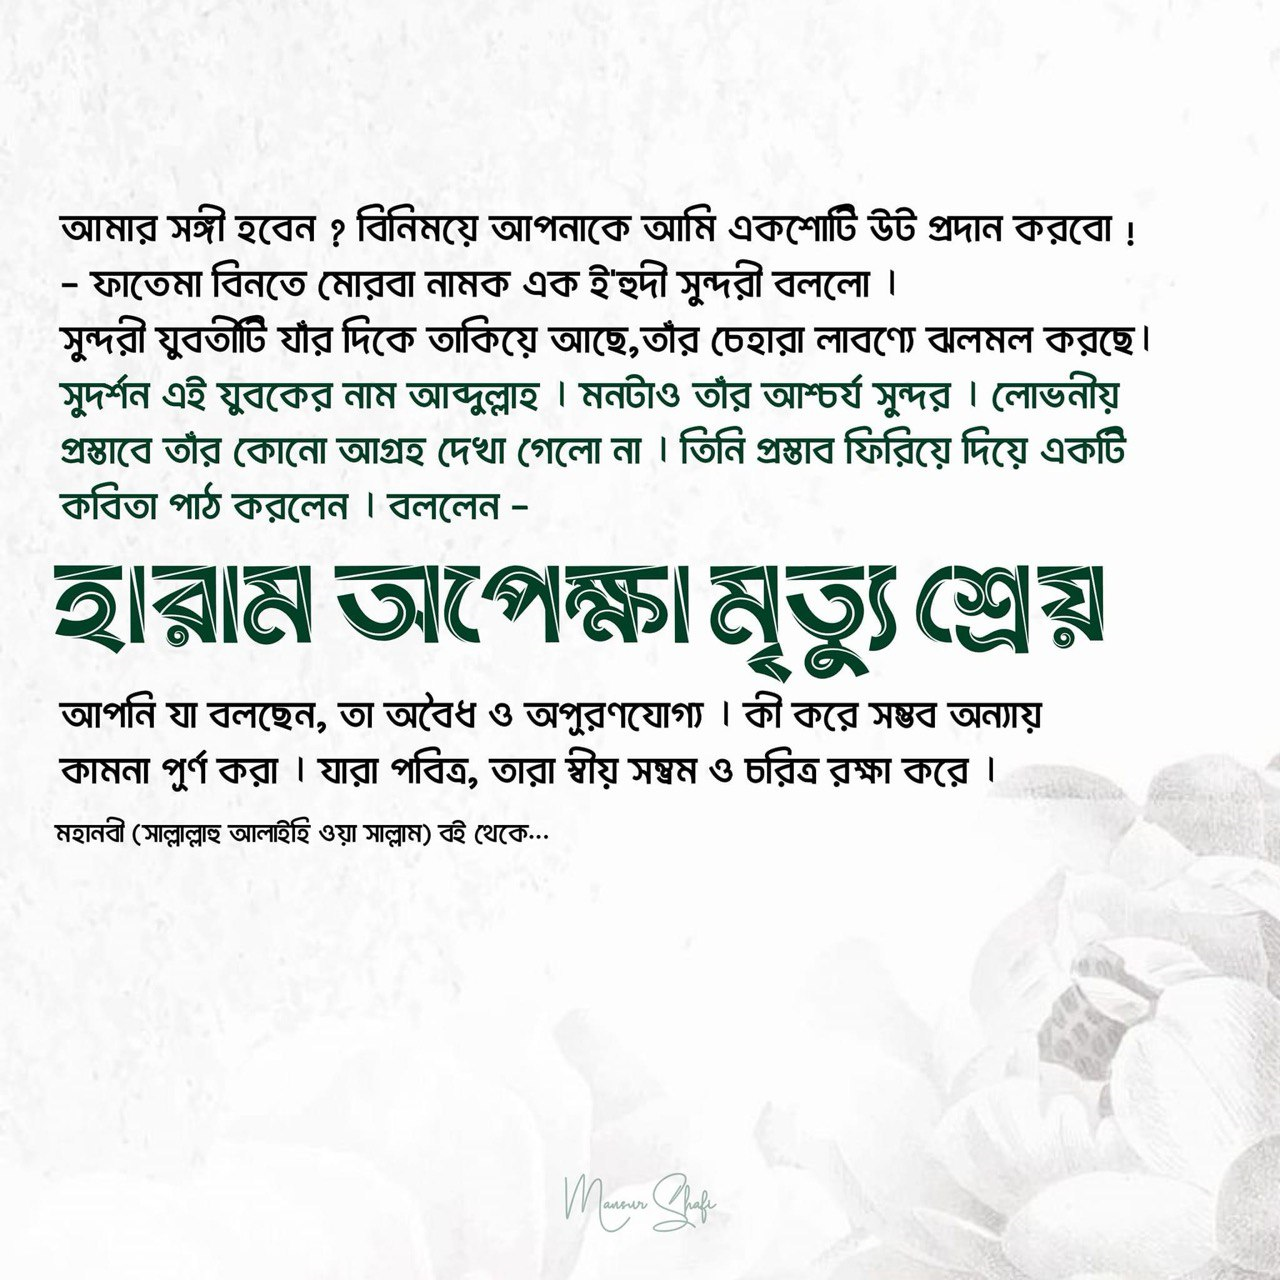 আমার সঙ্গী হবেন ? বিনিময়ে আপনাকে আমি একশোটি উট প্রদান করবো !
- ফাতেমা বিনতে মোরবা নামক এক ই'হুদী সুন্দরী বললো ।
সুন্দরী যুবতীটি যাঁর দিকে তাকিয়ে আছে,তাঁর চেহারা লাবণ্যে ঝলমল করছে।
সুদর্শন এই যুবকের নাম আব্দুল্লাহ । মনটাও তাঁর আশ্চর্য সুন্দর । লোভনীয়
প্রস্তাবে তাঁর কোনো আগ্রহ দেখা গেলো না । তিনি প্রস্তাব ফিরিয়ে দিয়ে একটি
কবিতা পাঠ করলেন । বললেন -
হারাম অপেক্ষা মৃত্যু শ্রেয়
আপনি যা বলছেন, তা অবৈধ ও অপূরণযোগ্য । কী করে সম্ভব অন্যায়
কামনা পূর্ণ করা । যারা পবিত্র, তারা স্বীয় সম্ভ্রম ও চরিত্র রক্ষা করে ।
মহানবী (সাল্লাল্লাহু আলাইহি ওয়া সাল্লাম) বই থেকে...
Mansur Shafi